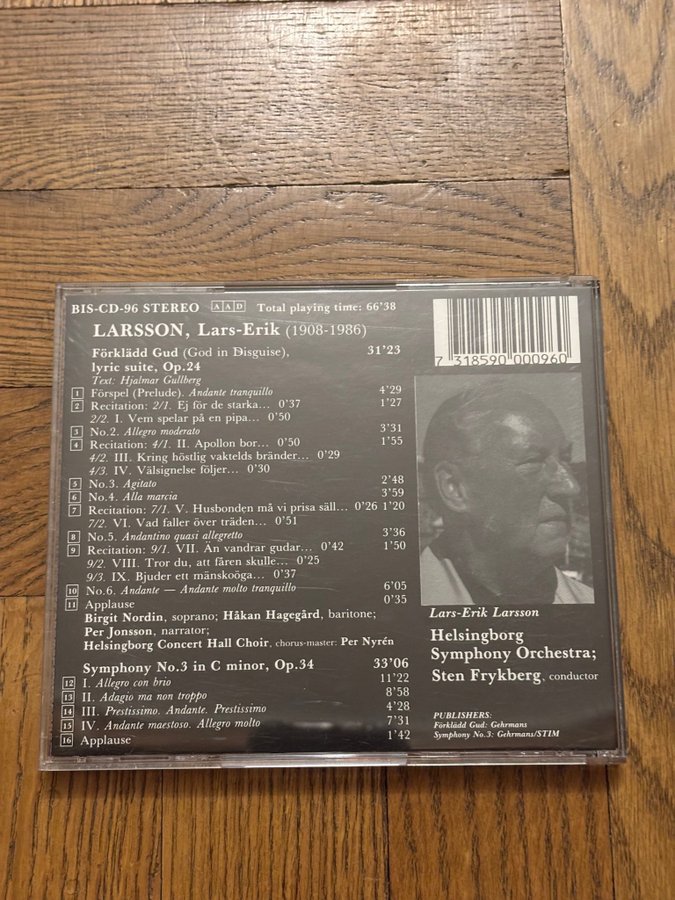 BIS-CD-96 STEREO A A D Total playing time: 66'38
LARSSON, Lars-Erik (1908-1986)
Förklädd Gud (God in Disguise), 31'23
lyric suite, Op.24
Text: Hjalmar Gullberg
1 Förspel (Prelude). Andante tranquillo 4'29
2 Recitation: 2/1. Ej för de starka... 0'37 1'27
2/2. I. Vem spelar på en pipa... 0'50
3 No.2. Allegro moderato 3'31
4 Recitation: 4/1. II. Apollon bor... 0'50 1'55
4/2. III. Kring höstlig vaktelds bränder... 0'29
4/3. IV. Välsignelse följer... 0'30
5 No.3. Agitato 2'48
6 No.4. Alla marcia 3'59
7 Recitation: 7/1. V. Husbonden må vi prisa säll... 0'26 1'20
7/2. VI. Vad faller över träden... 0'51
8 No.5. Andantino quasi allegretto 3'36
9 Recitation: 9/1. VII. Än vandrar gudar... 0'42 1'50
9/2. VIII. Tror du, att fåren skulle... 0'25
9/3. IX. Bjuder ett mänskoöga... 0'37
10 No.6. Andante — Andante molto tranquillo 6'05
11 Applause 0'35
Birgit Nordin, soprano; Håkan Hagegård, baritone;
Per Jonsson, narrator;
Helsingborg Concert Hall Choir, chorus-master: Per Nyrén
Symphony No.3 in C minor, Op.34 33'06
12 I. Allegro con brio 11'22
13 II. Adagio ma non troppo 8'58
14 III. Prestissimo. Andante. Prestissimo 4'28
15 IV. Andante maestoso. Allegro molto 7'31
16 Applause 1'42
7 318590 000960
Lars-Erik Larsson
Helsingborg
Symphony Orchestra;
Sten Frykberg, conductor
PUBLISHERS:
Förklädd Gud: Gehrmans
Symphony No.3: Gehrmans/STIM